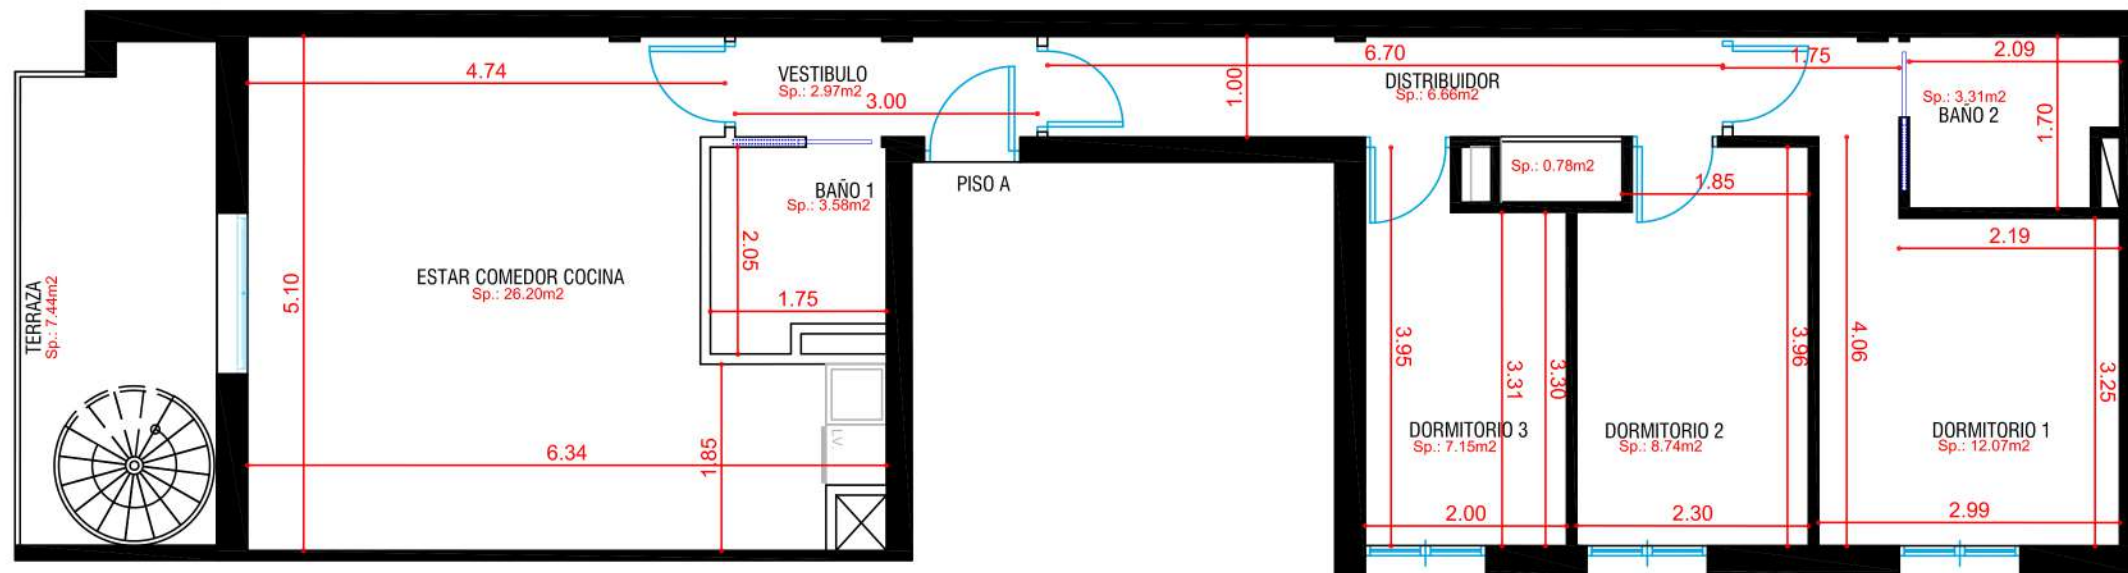 4.74
VESTIBULO
Sp.: 2.97m2
3.00
6.70
1.00
DISTRIBUIDOR
Sp.: 6.66m2
1.75
2.09
Sp.: 3.31m2
BAÑO 2
1.70
BAÑO 1
Sp.: 3.58m2
PISO A
Sp.: 0.78m2
1.85
2.05
1.75
2.19
TERRAZA
Sp.: 7.44m2
5.10
ESTAR COMEDOR COCINA
Sp.: 26.20m2
3.95
3.31
3.30
3.96
4.06
3.25
LV.
DORMITORIO 3
Sp.: 7.15m2
DORMITORIO 2
Sp.: 8.74m2
DORMITORIO 1
Sp.: 12.07m2
6.34
1.85
2.00
2.30
2.99